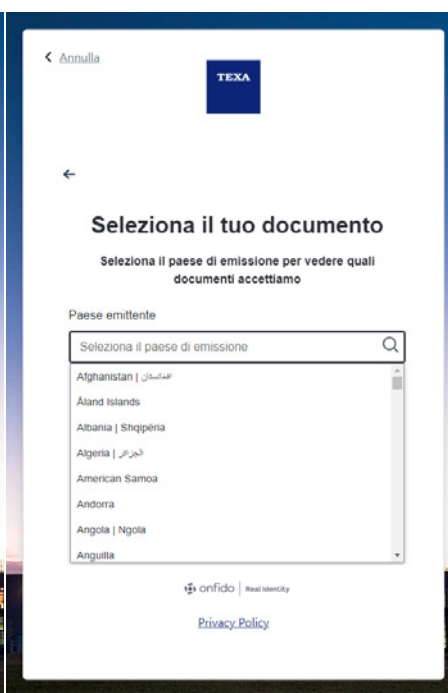 Annulla
TEXA
Seleziona il tuo documento
Seleziona il paese di emissione per vedere quali
documenti accettiamo
Paese emittente
Seleziona il paese di emissione
Afghanistan | افغانستان
Åland Islands
Albania | Shqipëria
Algeria | الجزائر
American Samoa
Andorra
Angola | Ngola
Anguilla
onfido | Real Identity
Privacy Policy